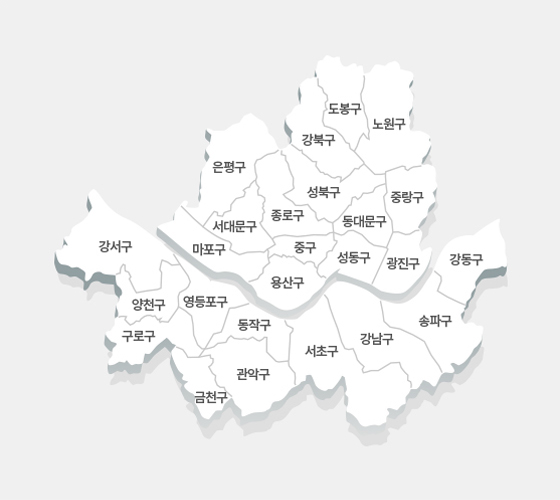 도봉구
노원구
강북구
은평구
성북구
중랑구
종로구
동대문구
서대문구
강서구
마포구
중구
성동구
광진구
강동구
용산구
양천구
영등포구
동작구
송파구
구로구
강남구
서초구
관악구
금천구